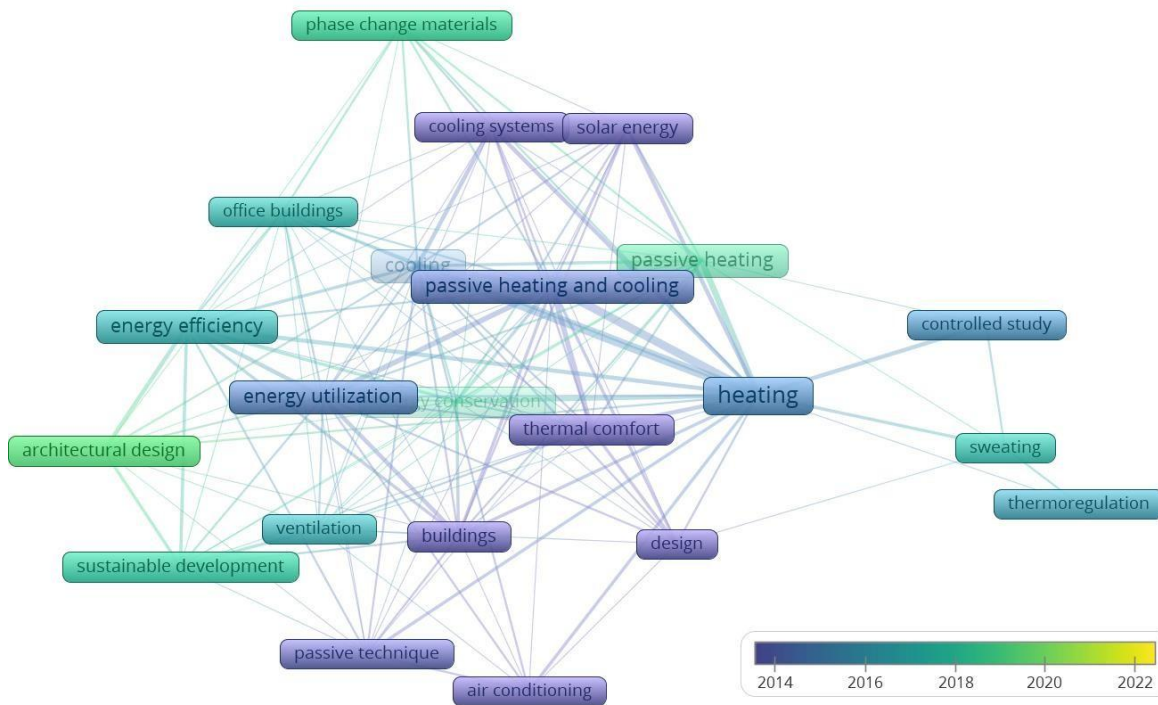 phase change materials
cooling systems
solar energy
office buildings
cooling
passive heating
passive heating and cooling
energy efficiency
controlled study
energy utilization
conservation
heating
thermal comfort
architectural design
sweating
thermoregulation
ventilation
buildings
design
sustainable development
passive technique
air conditioning
2014 2016 2018 2020 2022